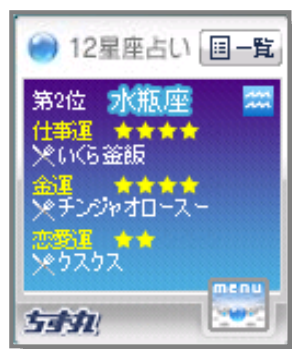 12星座占い 一覧
第2位 水瓶座
仕事運 ★★★★
いくら釜飯
金運 ★★★★
チンジャオロースー
恋愛運 ★★
クスクス
menu
ちず丸